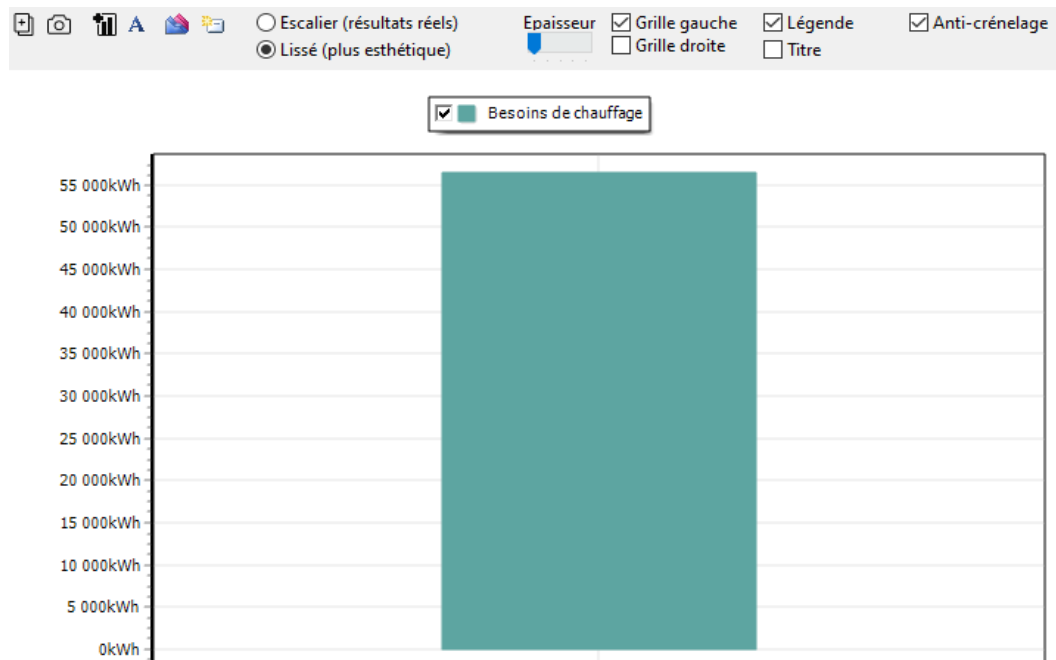 Escalier (résultats réels)
Lissé (plus esthétique)
Epaisseur
Grille gauche
Grille droite
Légende
Titre
Anti-crénelage
Besoins de chauffage
55 000kWh
50 000kWh
45 000kWh
40 000kWh
35 000kWh
30 000kWh
25 000kWh
20 000kWh
15 000kWh
10 000kWh
5 000kWh
0kWh